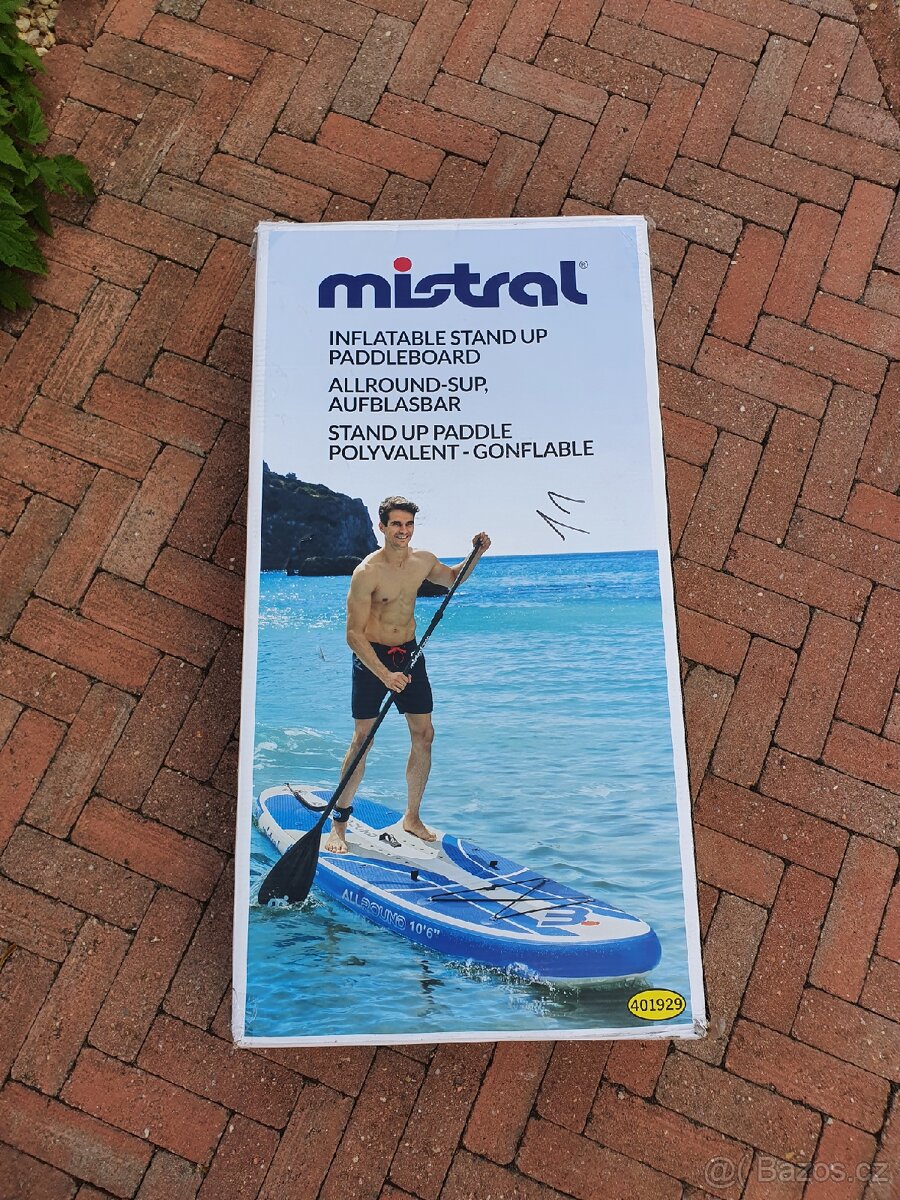 mistral®
INFLATABLE STAND UP
PADDLEBOARD
ALLROUND-SUP,
AUFBLASBAR
STAND UP PADDLE
POLYVALENT - GONFLABLE
ALLROUND 10'6"
401929
@ Bazos.cz